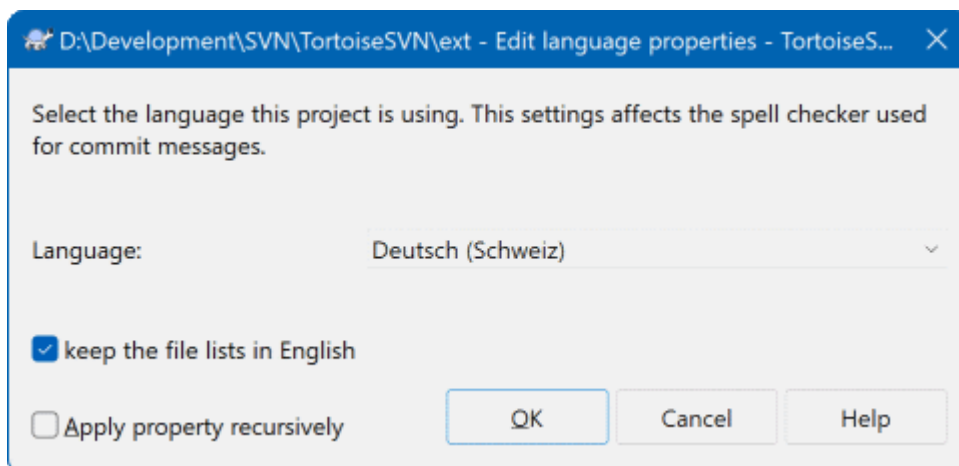 D:\Development\SVN\TortoiseSVN\ext - Edit language properties - TortoiseS...
Select the language this project is using. This settings affects the spell checker used
for commit messages.
Language:
Deutsch (Schweiz)
keep the file lists in English
Apply property recursively
OK
Cancel
Help